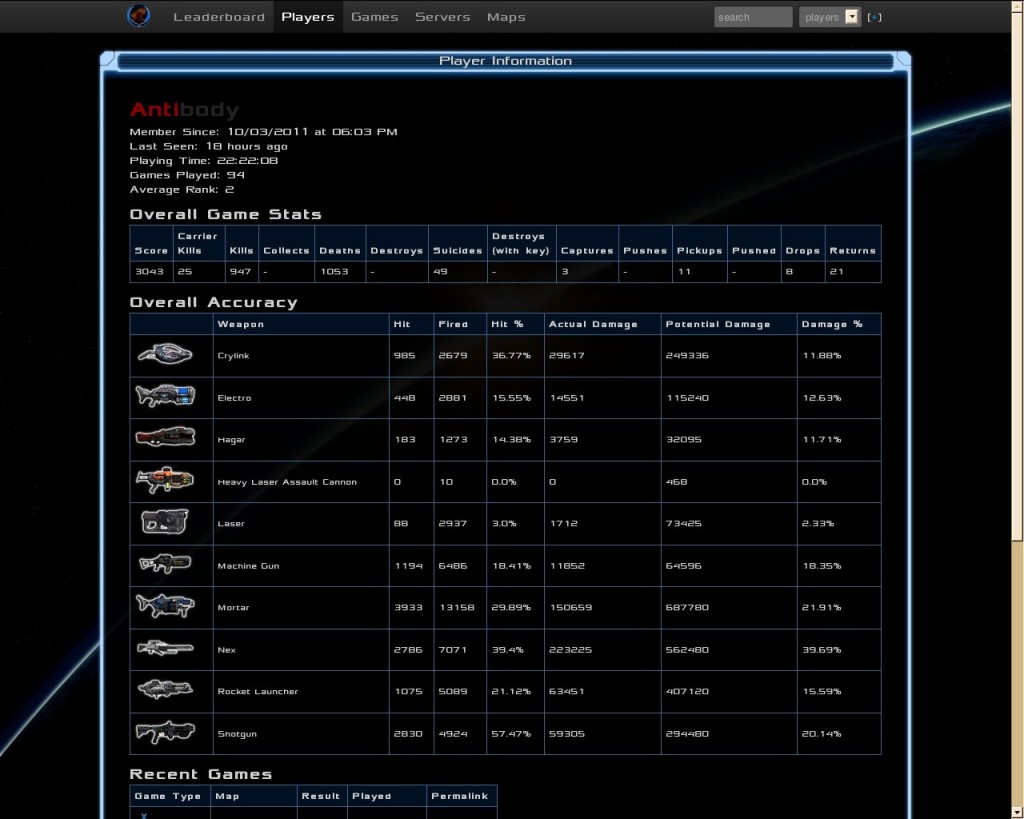 Leaderboard Players Games Servers Maps search players [+]
Player Information
Antibody
Member Since: 10/03/2011 at 06:03 PM
Last Seen: 18 hours ago
Playing Time: 22:22:08
Games Played: 94
Average Rank: 2
Overall Game Stats
Score Carrier Kills Kills Collects Deaths Destroys Suicides Destroys (with key) Captures Pushes Pickups Pushed Drops Returns
3043 25 947 - 1053 - 49 - 3 - 11 - 8 21
Overall Accuracy
Weapon Hit Fired Hit % Actual Damage Potential Damage Damage %
Crylink 985 2679 36.77% 29617 249336 11.88%
Electro 448 2881 15.55% 14551 115240 12.63%
Hagar 183 1273 14.38% 3759 32095 11.71%
Heavy Laser Assault Cannon 0 10 0.0% 0 468 0.0%
Laser 88 2937 3.0% 1712 73425 2.33%
Machine Gun 1194 6486 18.41% 11852 64596 18.35%
Mortar 3933 13158 29.89% 150659 687780 21.91%
Nex 2786 7071 39.4% 223225 562480 39.69%
Rocket Launcher 1075 5089 21.12% 63451 407120 15.59%
Shotgun 2830 4924 57.47% 59305 294480 20.14%
Recent Games
Game Type Map Result Played Permalink